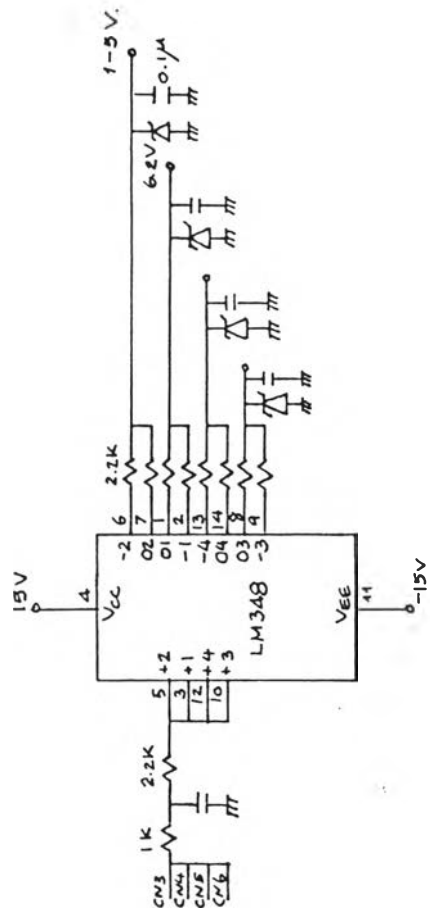 1-5 V.
0.1μ
6.2V
2.2K
6
7
1
2
13
14
8
9
-2
O2
O1
-1
-4
O4
O3
-3
15V
4
VCC
LM348
VEE
11
-15V
5
3
12
10
+2
+1
+4
+3
2.2K
1K
CN3
CN4
CN5
CN6